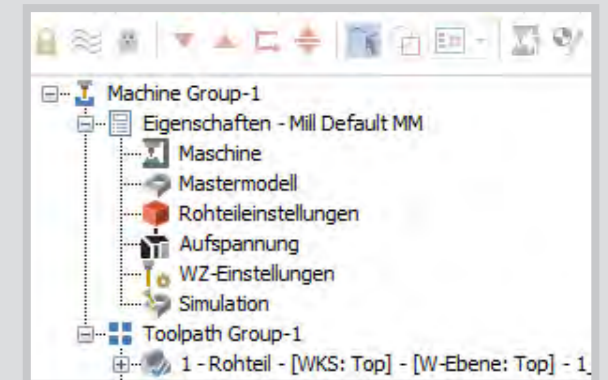 Machine Group-1
Eigenschaften - Mill Default MM
Maschine
Mastermodell
Rohteileinstellungen
Aufspannung
WZ-Einstellungen
Simulation
Toolpath Group-1
1 - Rohteil - [WKS: Top] - [W-Ebene: Top] - 1_